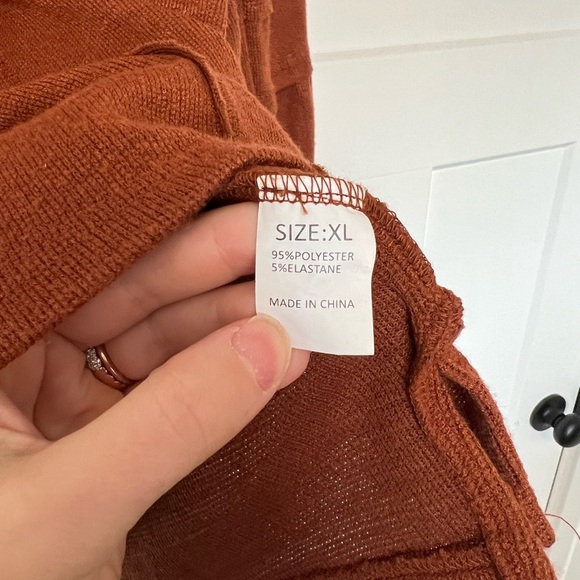 SIZE:XL
95%POLYESTER
5%ELASTANE
MADE IN CHINA